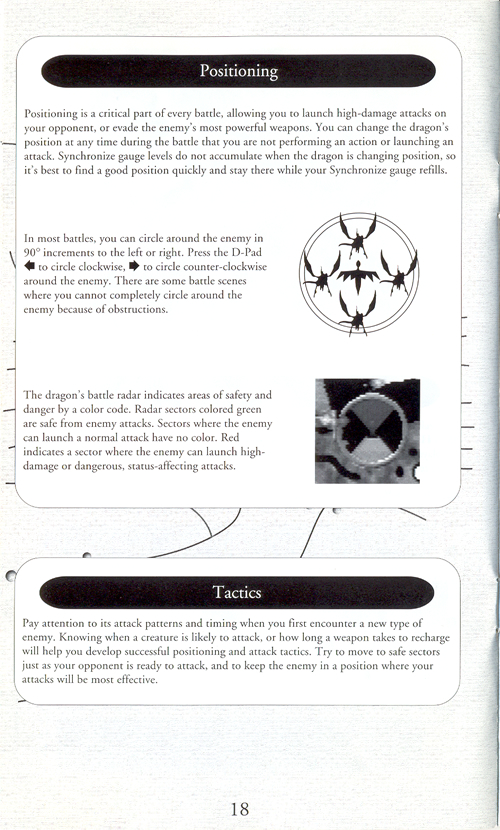 Positioning
Positioning is a critical part of every battle, allowing you to launch high-damage attacks on
your opponent, or evade the enemy's most powerful weapons. You can change the dragon's
position at any time during the battle that you are not performing an action or launching an
attack. Synchronize gauge levels do not accumulate when the dragon is changing position, so
it's best to find a good position quickly and stay there while your Synchronize gauge refills.
In most battles, you can circle around the enemy in
90° increments to the left or right. Press the D-Pad
🡄 to circle clockwise, 🡆 to circle counter-clockwise
around the enemy. There are some battle scenes
where you cannot completely circle around the
enemy because of obstructions.
The dragon's battle radar indicates areas of safety and
danger by a color code. Radar sectors colored green
are safe from enemy attacks. Sectors where the enemy
can launch a normal attack have no color. Red
indicates a sector where the enemy can launch high-
damage or dangerous, status-affecting attacks.
Tactics
Pay attention to its attack patterns and timing when you first encounter a new type of
enemy. Knowing when a creature is likely to attack, or how long a weapon takes to recharge
will help you develop successful positioning and attack tactics. Try to move to safe sectors
just as your opponent is ready to attack, and to keep the enemy in a position where your
attacks will be most effective.
18